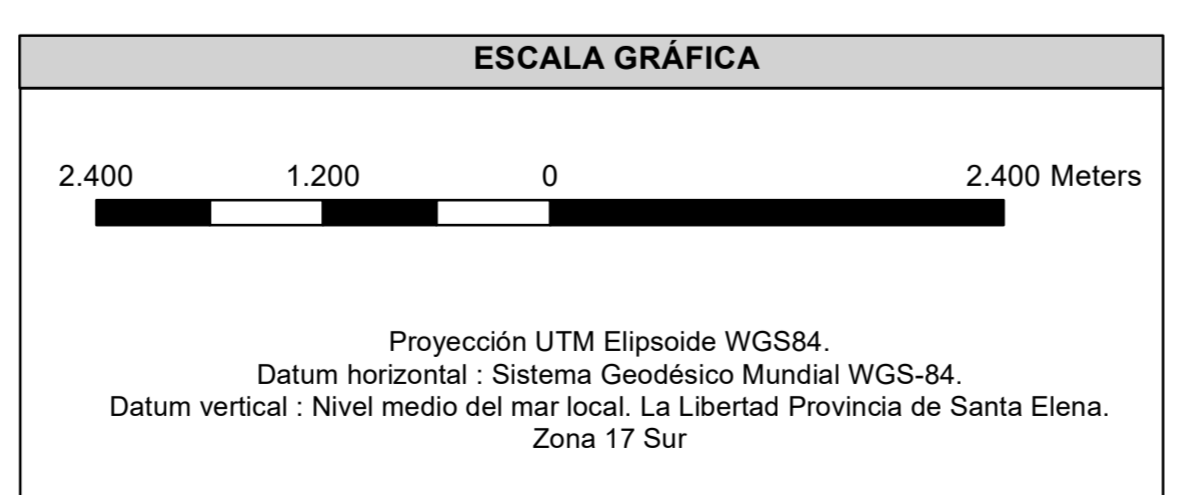 ESCALA GRÁFICA
2.400 1.200 0 2.400 Meters
Proyección UTM Elipsoide WGS84.
Datum horizontal : Sistema Geodésico Mundial WGS-84.
Datum vertical : Nivel medio del mar local. La Libertad Provincia de Santa Elena.
Zona 17 Sur